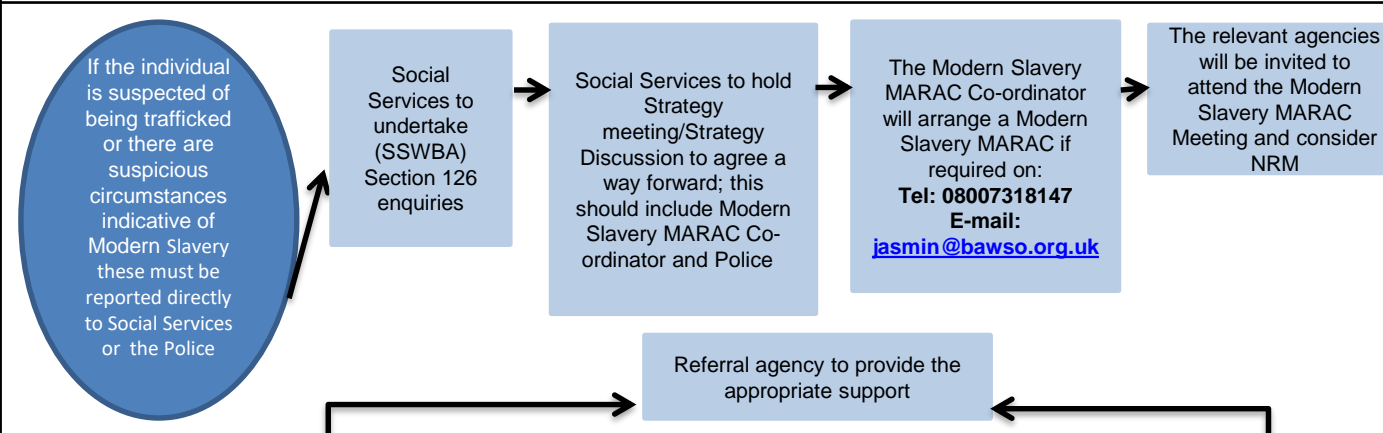 If the individual
is suspected of
being trafficked
or there are
suspicious
circumstances
indicative of
Modern Slavery
these must be
reported directly
to Social Services
or the Police
Social
Services to
undertake
(SSWBA)
Section 126
enquiries
Social Services to hold
Strategy
meeting/Strategy
Discussion to agree a
way forward; this
should include Modern
Slavery MARAC Co-
ordinator and Police
The Modern Slavery
MARAC Co-ordinator
will arrange a Modern
Slavery MARAC if
required on:
Tel: 08007318147
E-mail:
jasmin@bawso.org.uk
The relevant agencies
will be invited to
attend the Modern
Slavery MARAC
Meeting and consider
NRM
Referral agency to provide the
appropriate support